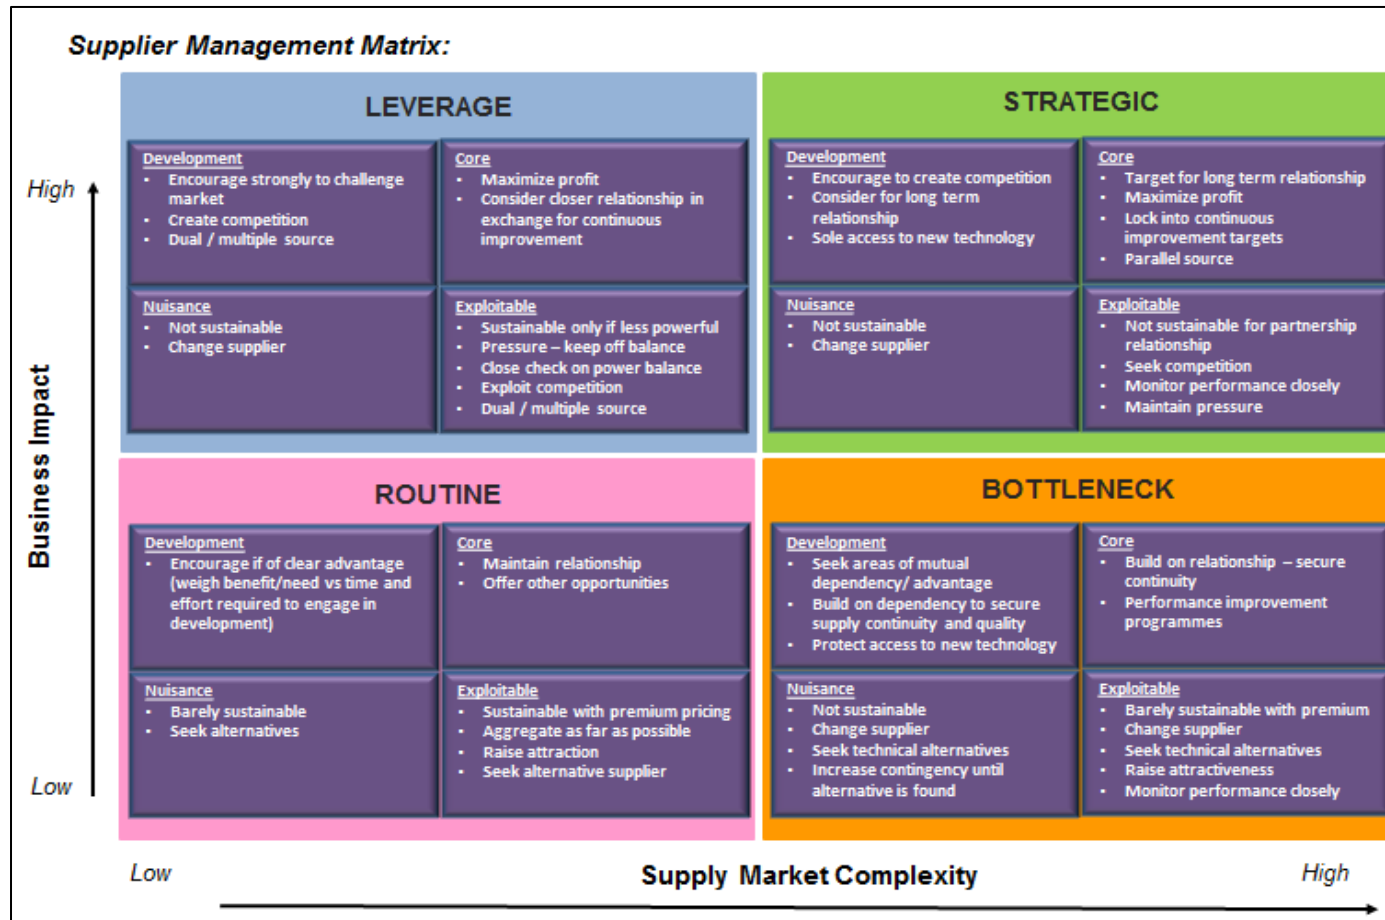 Supplier Management Matrix:
LEVERAGE
Development
• Encourage strongly to challenge
market
• Create competition
• Dual / multiple source
Core
• Maximize profit
• Consider closer relationship in
exchange for continuous
improvement
Nuisance
• Not sustainable
• Change supplier
Exploitable
• Sustainable only if less powerful
• Pressure – keep off balance
• Close check on power balance
• Exploit competition
• Dual / multiple source
STRATEGIC
Development
• Encourage to create competition
• Consider for long term
relationship
• Sole access to new technology
Core
• Target for long term relationship
• Maximize profit
• Lock into continuous
improvement targets
• Parallel source
Nuisance
• Not sustainable
• Change supplier
Exploitable
• Not sustainable for partnership
relationship
• Seek competition
• Monitor performance closely
• Maintain pressure
ROUTINE
Development
• Encourage if of clear advantage
(weigh benefit/need vs time and
effort required to engage in
development)
Core
• Maintain relationship
• Offer other opportunities
Nuisance
• Barely sustainable
• Seek alternatives
Exploitable
• Sustainable with premium pricing
• Aggregate as far as possible
• Raise attraction
• Seek alternative supplier
BOTTLENECK
Development
• Seek areas of mutual
dependency/ advantage
• Build on dependency to secure
supply continuity and quality
• Protect access to new technology
Core
• Build on relationship – secure
continuity
• Performance improvement
programmes
Nuisance
• Not sustainable
• Change supplier
• Seek technical alternatives
• Increase contingency until
alternative is found
Exploitable
• Barely sustainable with premium
• Change supplier
• Seek technical alternatives
• Raise attractiveness
• Monitor performance closely
High
Business Impact
Low
Low
Supply Market Complexity
High